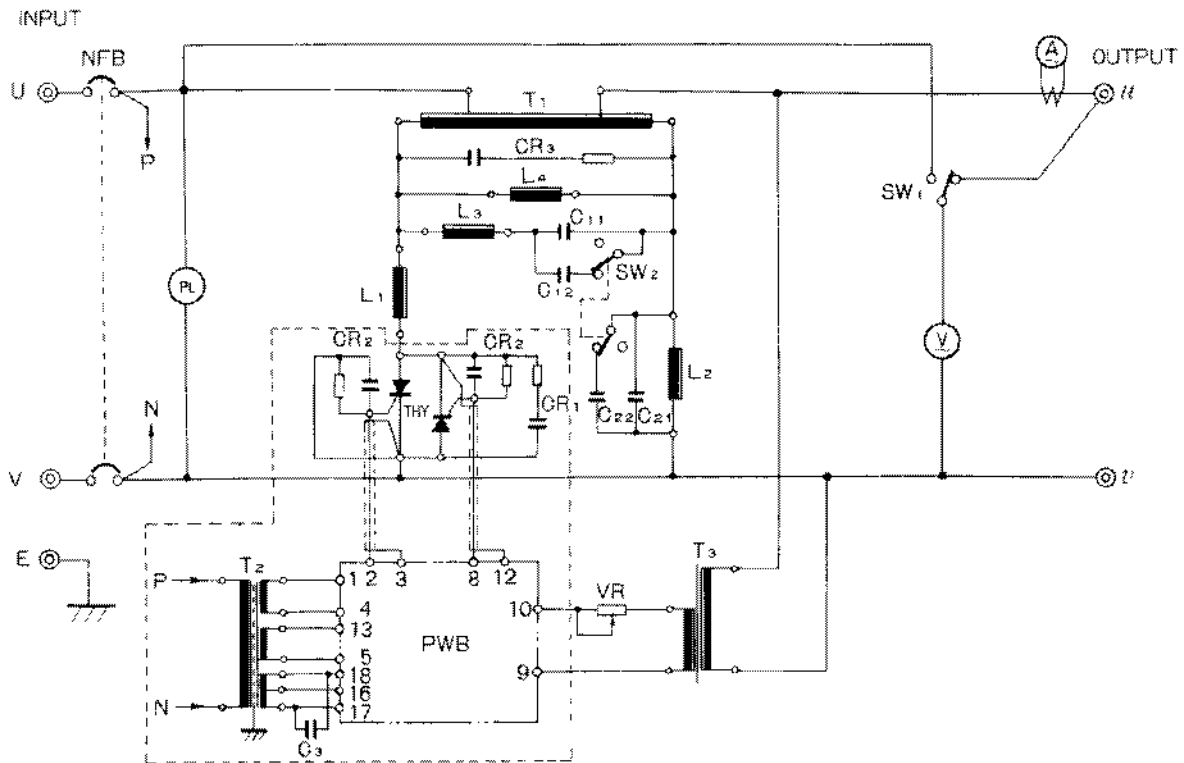 INPUT
NFB
A
OUTPUT
U
T1
u
P
CR3
L4
SW1
L3
C11
SW2
C12
PL
L1
CR2
CR2
V
L2
THY
CR1
C22
C21
N
V
v
E
T2
T3
P
1
2
3
8
12
VR
4
10
13
PWB
5
18
9
16
N
17
C3